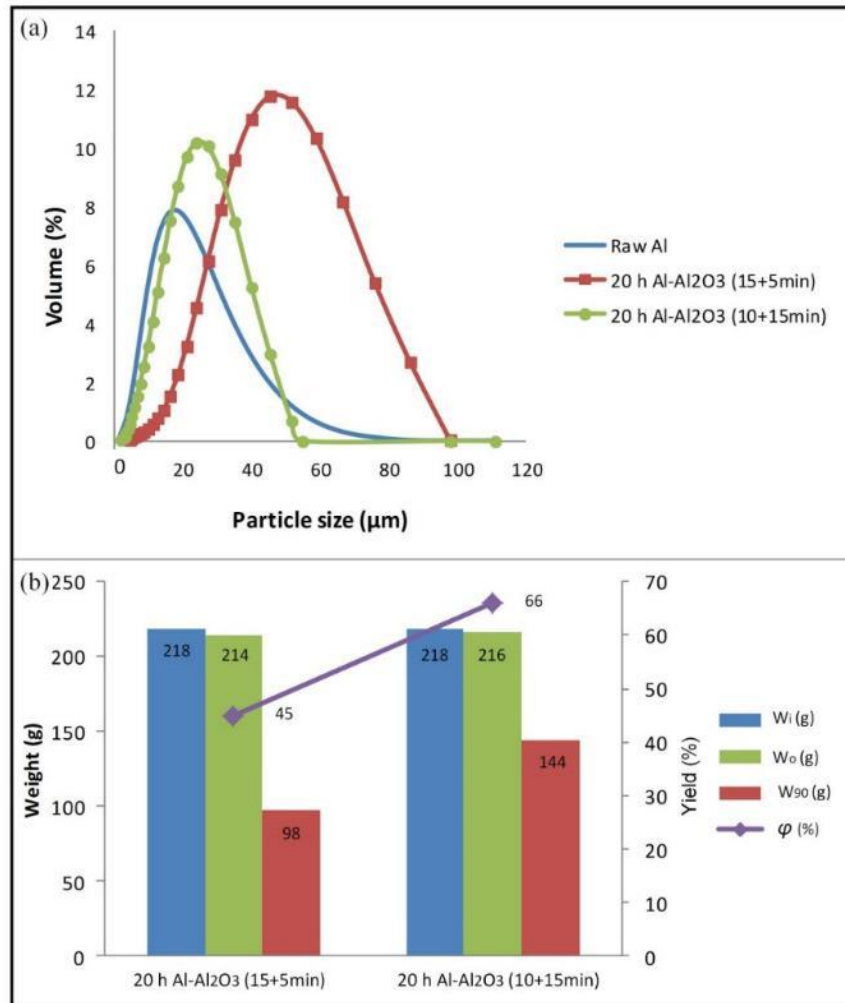 (a)
14
12
10
8
6
4
2
0
Volume (%)
0 20 40 60 80 100 120
Particle size (µm)
Raw Al
20 h Al-Al2O3 (15+5min)
20 h Al-Al2O3 (10+15min)
(b)
250
200
150
100
50
0
Weight (g)
218 214 98
45
218 216 144
66
70
60
50
40
30
20
10
0
Yield (%)
20 h Al-Al2O3 (15+5min) 20 h Al-Al2O3 (10+15min)
Wi (g)
Wo (g)
W90 (g)
φ (%)